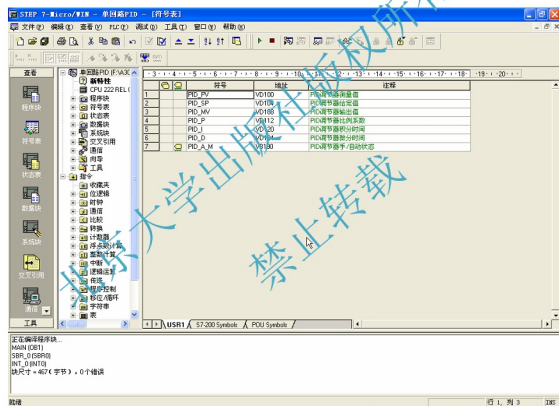 STEP 7-Micro/WIN - 单回路PID - [符号表]
文件(F) 编辑(E) 查看(V) PLC(P) 调试(D) 工具(T) 窗口(W) 帮助(H)
查看
程序块
符号表
状态表
数据块
系统块
交叉引用
通信
工具
单回路PID (F:\A3\
新特性
CPU 222 REL
程序块
符号表
状态表
数据块
系统块
交叉引用
通信
向导
工具
指令
收藏夹
位逻辑
时钟
通信
比较
转换
计数器
浮点数计算
整数计算
中断
逻辑运算
传送
程序控制
移位/循环
字符串
表
符号 地址 注释
1 PID_PV VD100 PID调节器测量值
2 PID_SP VD104 PID调节器给定值
3 PID_MV VD108 PID调节器输出值
4 PID_P VD112 PID调节器比例系数
5 PID_I VD120 PID调节器积分时间
6 PID_D PID调节器微分时间
7 PID_A_M PID调节器手/自动状态
USR1 S7-200 Symbols POU Symbols
正在编译程序块...
MAIN (OB1)
SBR_0 (SBR0)
INT_0 (INT0)
块尺寸 = 467 (字节), 0个错误
就绪
行 1, 列 3 INS
北京大学出版社版权所有
禁止转载